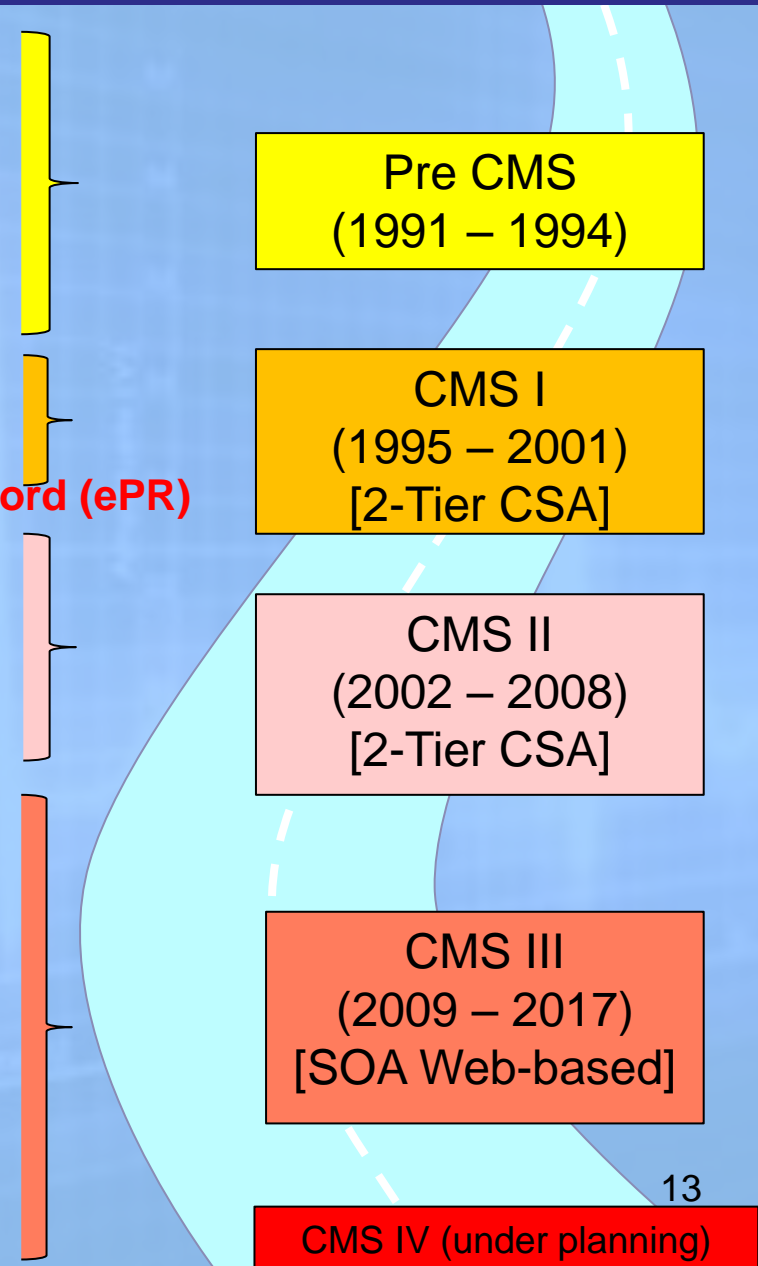 Pre CMS
(1991 – 1994)
CMS I
(1995 – 2001)
[2-Tier CSA]
ord (ePR)
CMS II
(2002 – 2008)
[2-Tier CSA]
CMS III
(2009 – 2017)
[SOA Web-based]
13
CMS IV (under planning)